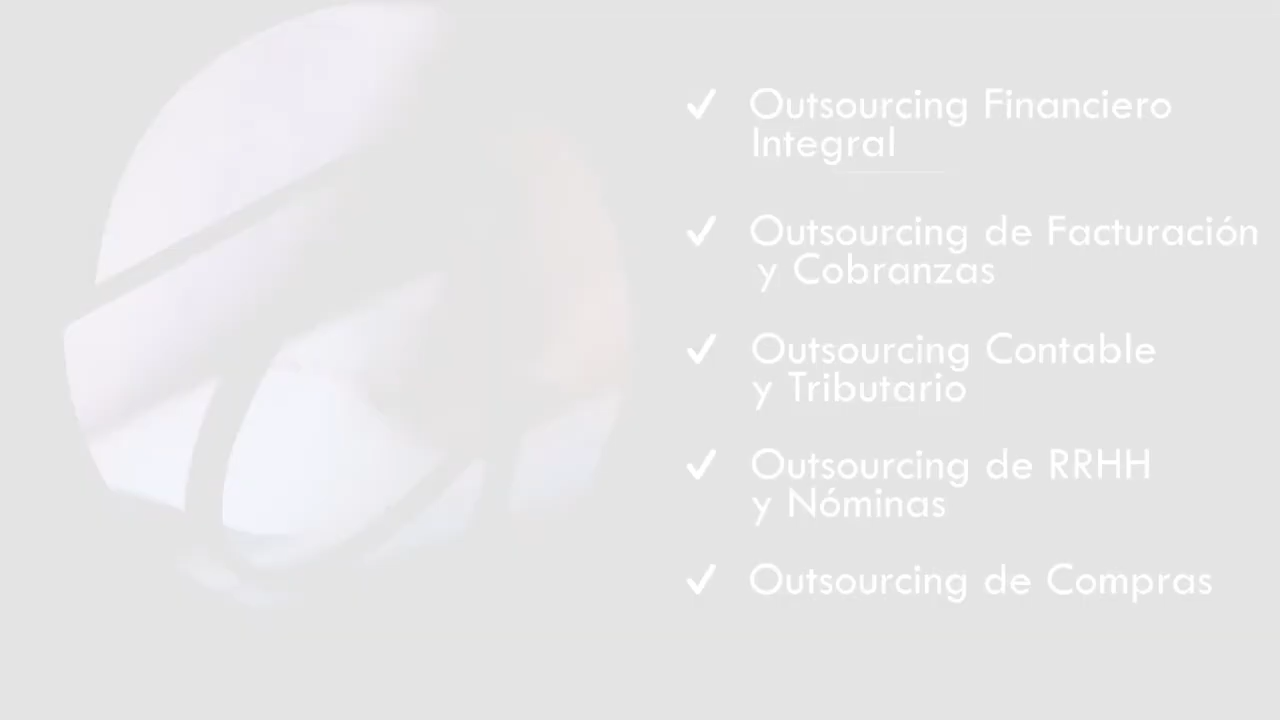 ✓ Outsourcing Financiero
Integral
✓ Outsourcing de Facturación
y Cobranzas
✓ Outsourcing Contable
y Tributario
✓ Outsourcing de RRHH
y Nóminas
✓ Outsourcing de Compras